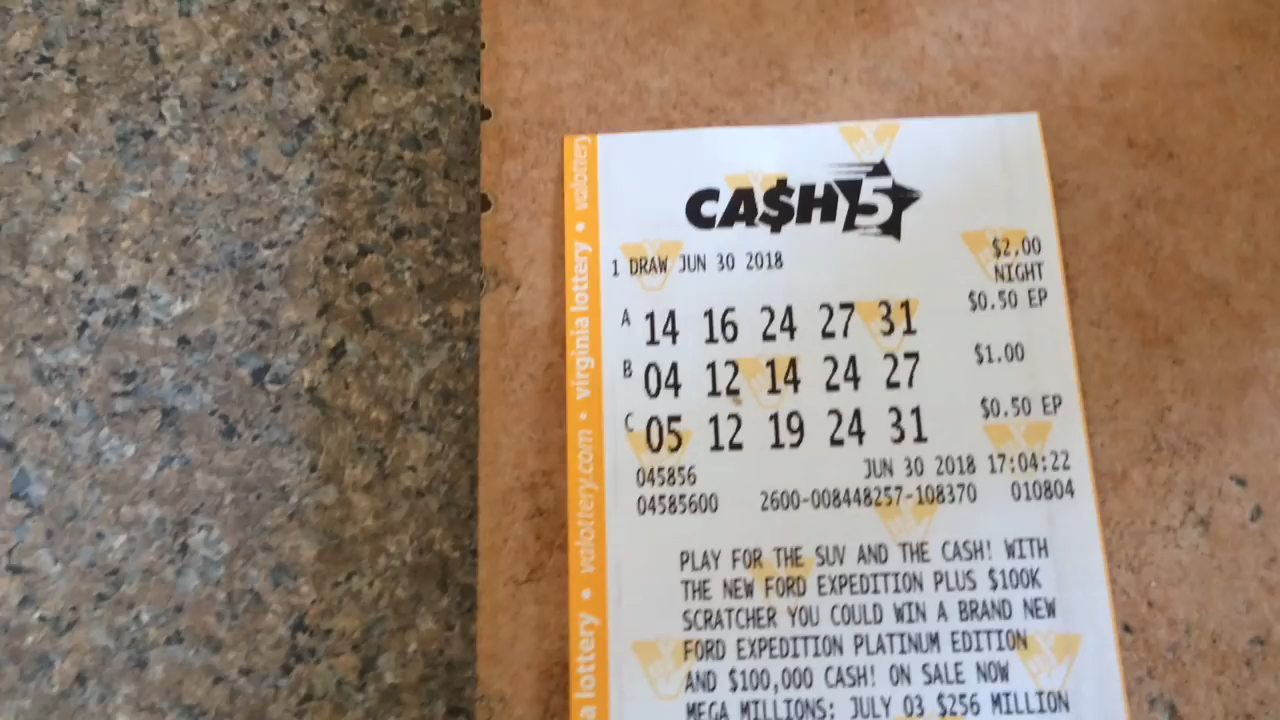 CA$H 5
1 DRAW JUN 30 2018 $2.00
NIGHT
A 14 16 24 27 31 $0.50 EP
B 04 12 14 24 27 $1.00
C 05 12 19 24 31 $0.50 EP
045856 JUN 30 2018 17:04:22
04585600 2600-008448257-108370 010804
PLAY FOR THE SUV AND THE CASH! WITH
THE NEW FORD EXPEDITION PLUS $100K
SCRATCHER YOU COULD WIN A BRAND NEW
FORD EXPEDITION PLATINUM EDITION
AND $100,000 CASH! ON SALE NOW
MEGA MILLIONS: JULY 03 $256 MILLION
a lottery • valottery.com • virginia lottery • valottery